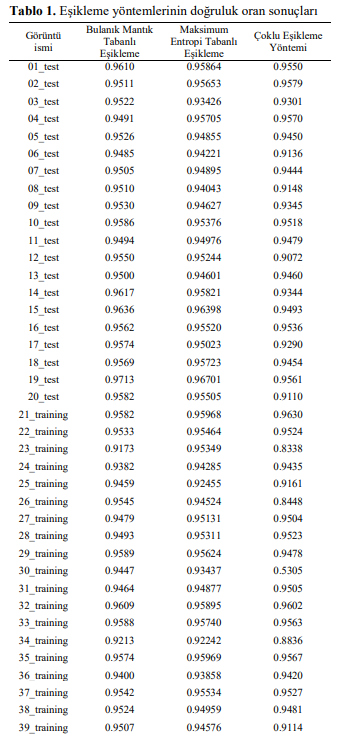 Tablo 1. Eşikleme yöntemlerinin doğruluk oran sonuçları
Görüntü ismi Bulanık Mantık Tabanlı Eşikleme Maksimum Entropi Tabanlı Eşikleme Çoklu Eşikleme Yöntemi
01_test 0.9610 0.95864 0.9550
02_test 0.9511 0.95653 0.9579
03_test 0.9522 0.93426 0.9301
04_test 0.9491 0.95705 0.9570
05_test 0.9526 0.94855 0.9450
06_test 0.9485 0.94221 0.9136
07_test 0.9505 0.94895 0.9444
08_test 0.9510 0.94043 0.9148
09_test 0.9530 0.94627 0.9345
10_test 0.9586 0.95376 0.9518
11_test 0.9494 0.94976 0.9479
12_test 0.9550 0.95244 0.9072
13_test 0.9500 0.94601 0.9460
14_test 0.9617 0.95821 0.9344
15_test 0.9636 0.96398 0.9493
16_test 0.9562 0.95520 0.9536
17_test 0.9574 0.95023 0.9290
18_test 0.9569 0.95723 0.9454
19_test 0.9713 0.96701 0.9561
20_test 0.9582 0.95505 0.9110
21_training 0.9582 0.95968 0.9630
22_training 0.9533 0.95464 0.9524
23_training 0.9173 0.95349 0.8338
24_training 0.9382 0.94285 0.9435
25_training 0.9459 0.92455 0.9161
26_training 0.9545 0.94524 0.8448
27_training 0.9479 0.95131 0.9504
28_training 0.9493 0.95311 0.9523
29_training 0.9589 0.95624 0.9478
30_training 0.9447 0.93437 0.5305
31_training 0.9464 0.94877 0.9505
32_training 0.9609 0.95895 0.9602
33_training 0.9588 0.95740 0.9563
34_training 0.9213 0.92242 0.8836
35_training 0.9574 0.95969 0.9567
36_training 0.9400 0.93858 0.9420
37_training 0.9542 0.95534 0.9527
38_training 0.9524 0.94959 0.9481
39_training 0.9507 0.94576 0.9114